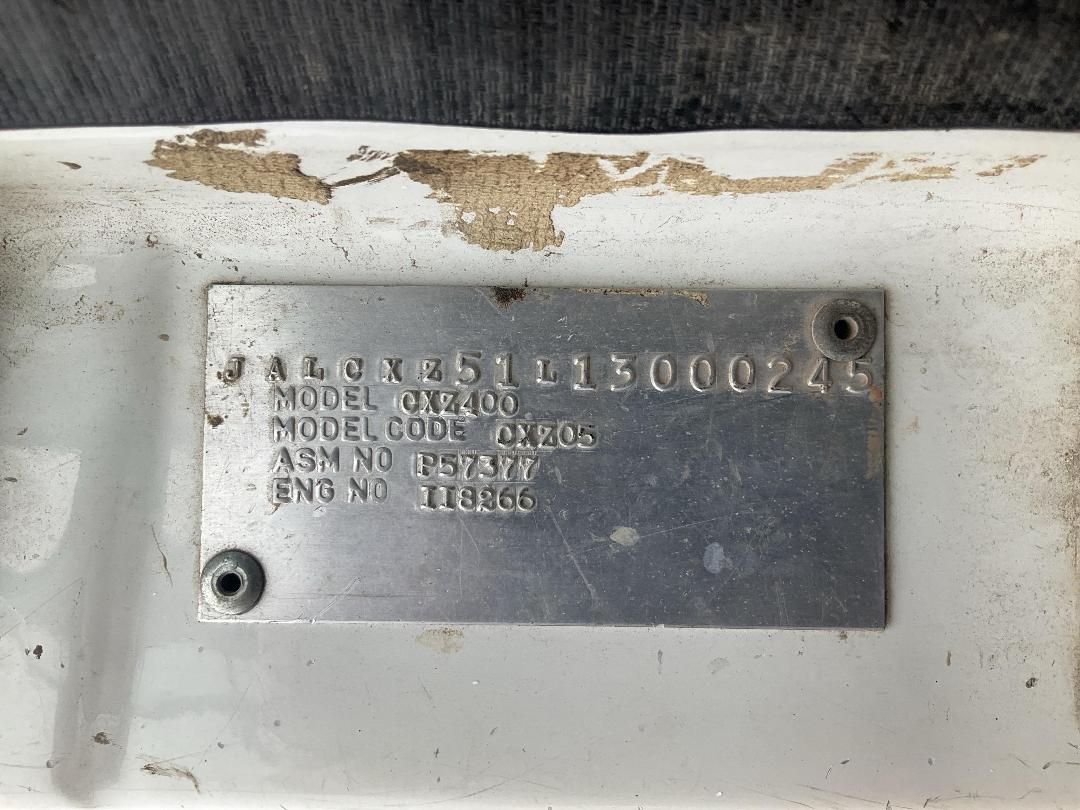 JALCXZ51L13000245
MODEL CXZ400
MODEL CODE CXZ05
ASM NO P57377
ENG NO 118266